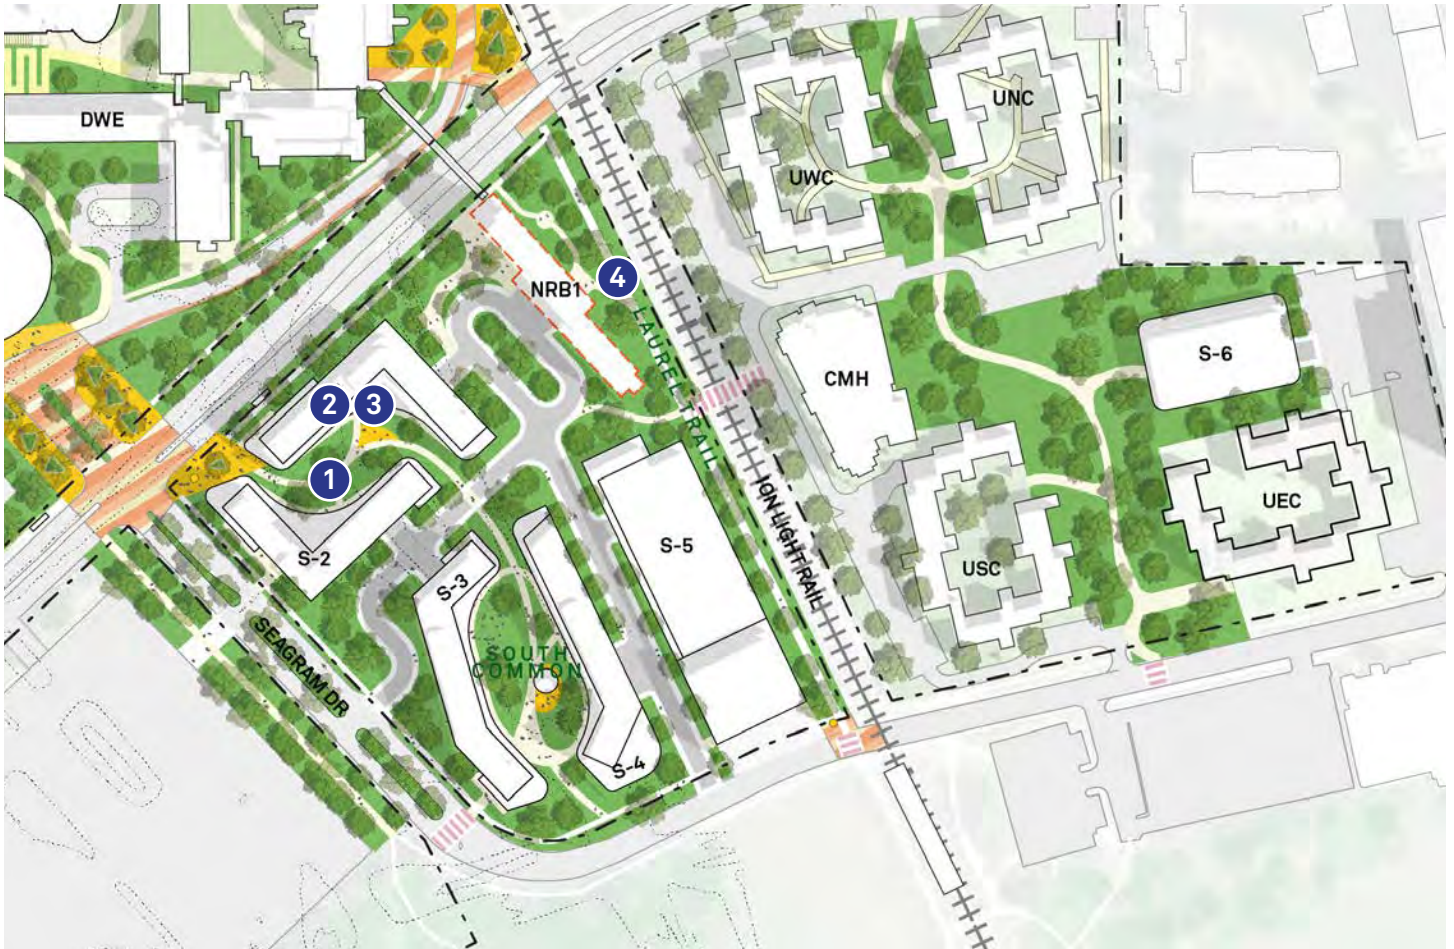 DWE
UNC
UWC
NRB1
4
LAUREL TRAIL
S-6
CMH
2
3
1
S-5
UEC
ION LIGHT RAIL
S-2
USC
S-3
SEAGRAM DR
SOUTH
COMMON
S-4